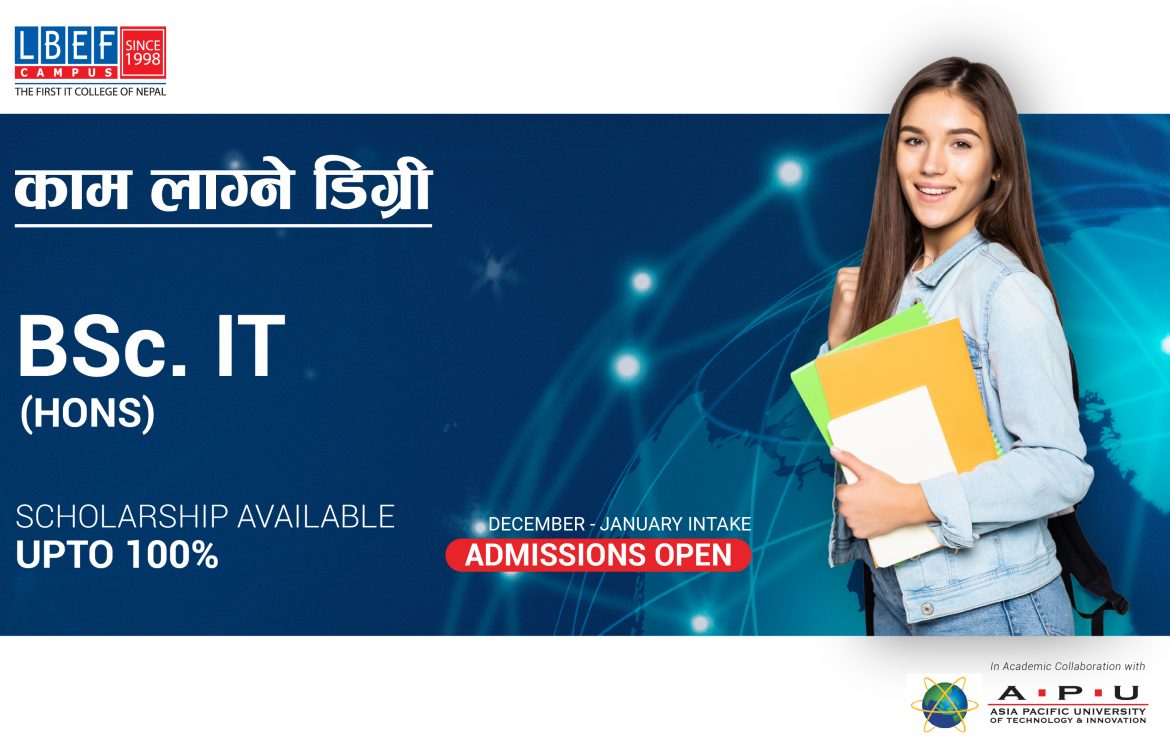 LBEF
CAMPUS
SINCE
1998
THE FIRST IT COLLEGE OF NEPAL
काम लाग्ने डिग्री
BSc. IT
(HONS)
SCHOLARSHIP AVAILABLE
UPTO 100%
DECEMBER - JANUARY INTAKE
ADMISSIONS OPEN
In Academic Collaboration with
A·P·U
ASIA PACIFIC UNIVERSITY
OF TECHNOLOGY & INNOVATION